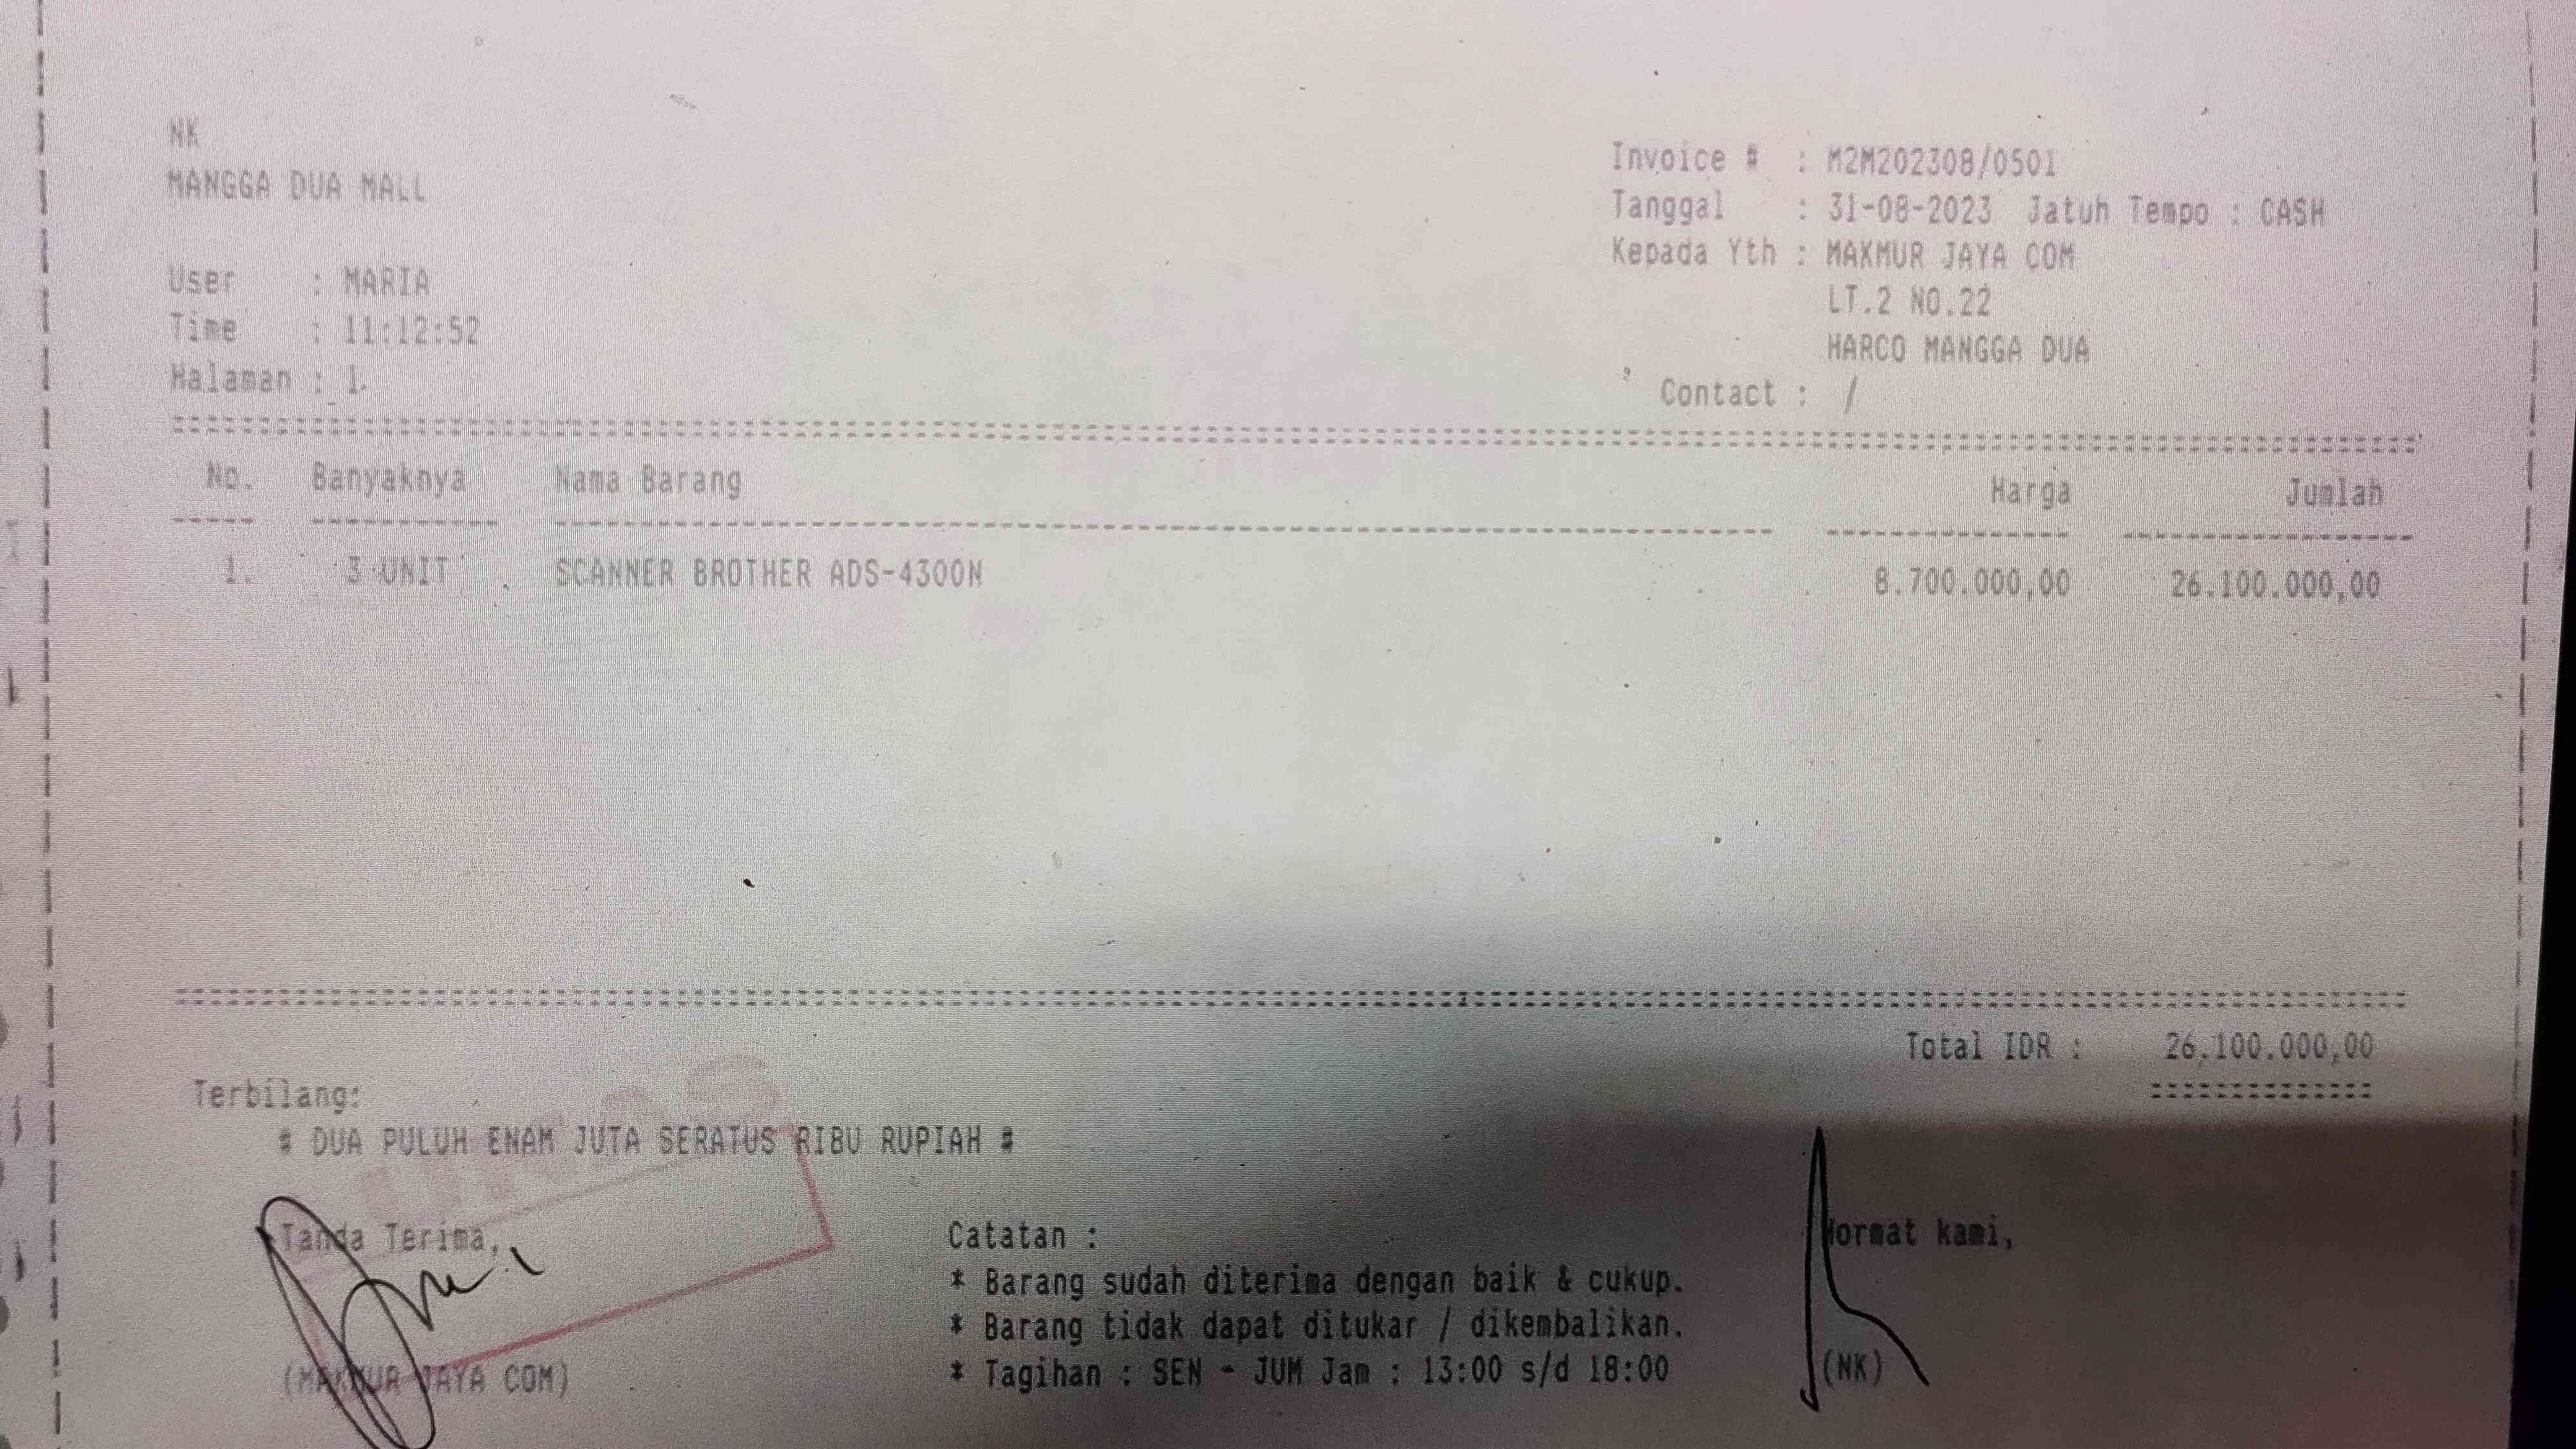 NK
MANGGA DUA MALL
User : MARIA
Time : 11:12:52
Halaman : 1.
Invoice # : M2M202308/0501
Tanggal : 31-08-2023 Jatuh Tempo : CASH
Kepada Yth : MAKMUR JAYA COM
LT.2 NO.22
HARCO MANGGA DUA
Contact : /
No. Banyaknya Nama Barang Harga Jumlah
1. 3 UNIT SCANNER BROTHER ADS-4300N 8.700.000,00 26.100.000,00
Total IDR : 26.100.000,00
Terbilang:
# DUA PULUH ENAM JUTA SERATUS RIBU RUPIAH #
Tanda Terima,
(MAKMUR JAYA COM)
Catatan :
* Barang sudah diterima dengan baik & cukup.
* Barang tidak dapat ditukar / dikembalikan.
* Tagihan : SEN - JUM Jam : 13:00 s/d 18:00
Hormat kami,
(NK)